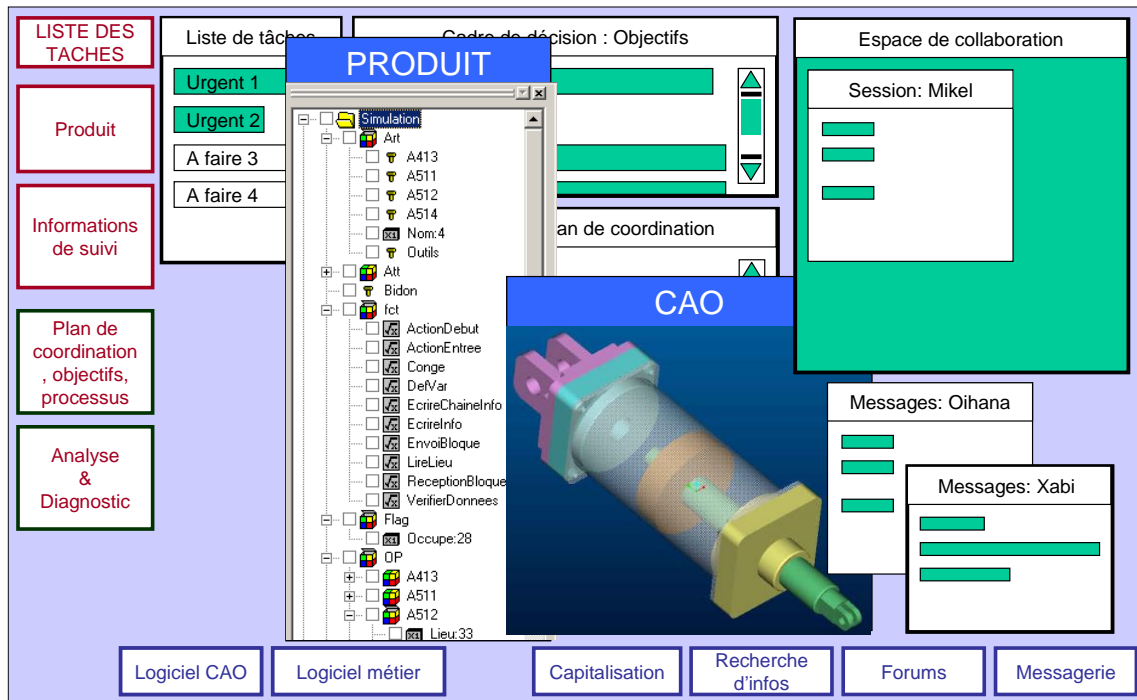 LISTE DES
TACHES
Produit
Informations
de suivi
Plan de
coordination
, objectifs,
processus
Analyse
&
Diagnostic
Liste de tâches
Urgent 1
Urgent 2
A faire 3
A faire 4
Cadre de décision : Objectifs
an de coordination
PRODUIT
Simulation
Art
A413
A511
A512
A514
Nom:4
Outils
Att
Bidon
fct
ActionDebut
ActionEntree
Conge
DefVar
EcrireChaineInfo
EcrireInfo
EnvoiBloque
LireLieu
ReceptionBloque
VerifierDonnees
Flag
Occupe:28
OP
A413
A511
A512
Lieu:33
CAO
Espace de collaboration
Session: Mikel
Messages: Oihana
Messages: Xabi
Logiciel CAO
Logiciel métier
Capitalisation
Recherche
d'infos
Forums
Messagerie